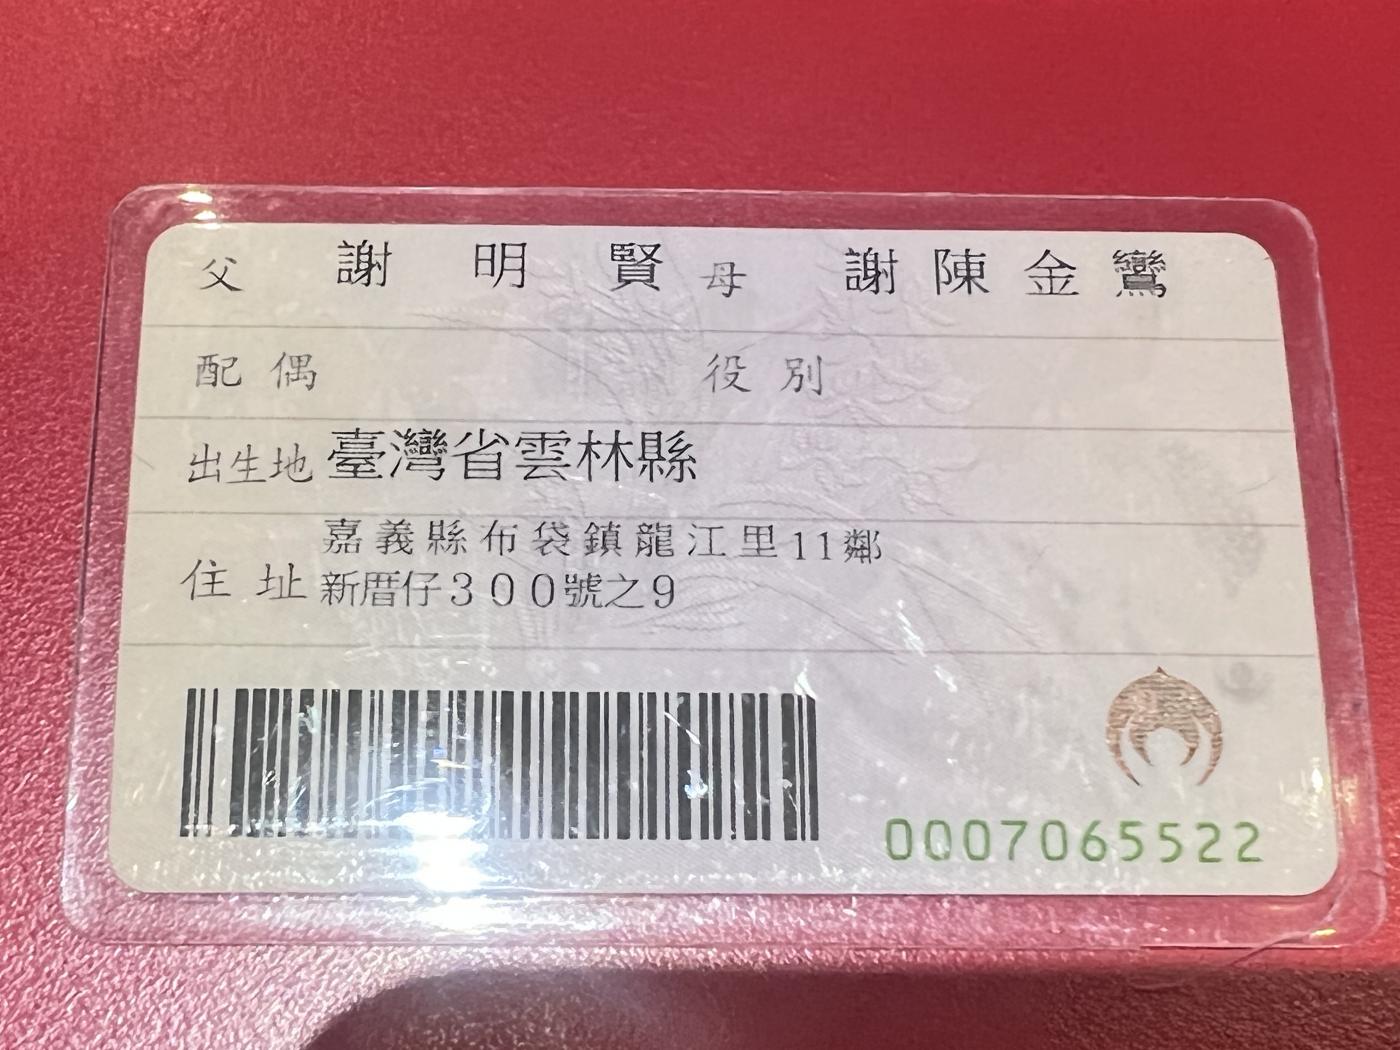 父 謝明賢 母 謝陳金鸞
配偶 役別
出生地 臺灣省雲林縣
嘉義縣布袋鎮龍江里11鄰
住址 新厝仔300號之9
0007065522